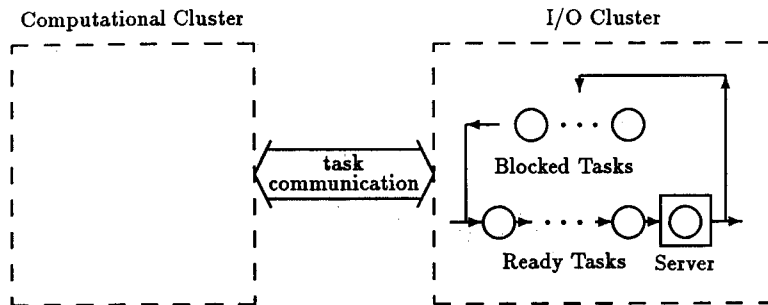 Computational Cluster
I/O Cluster
task
communication
Blocked Tasks
Ready Tasks
Server